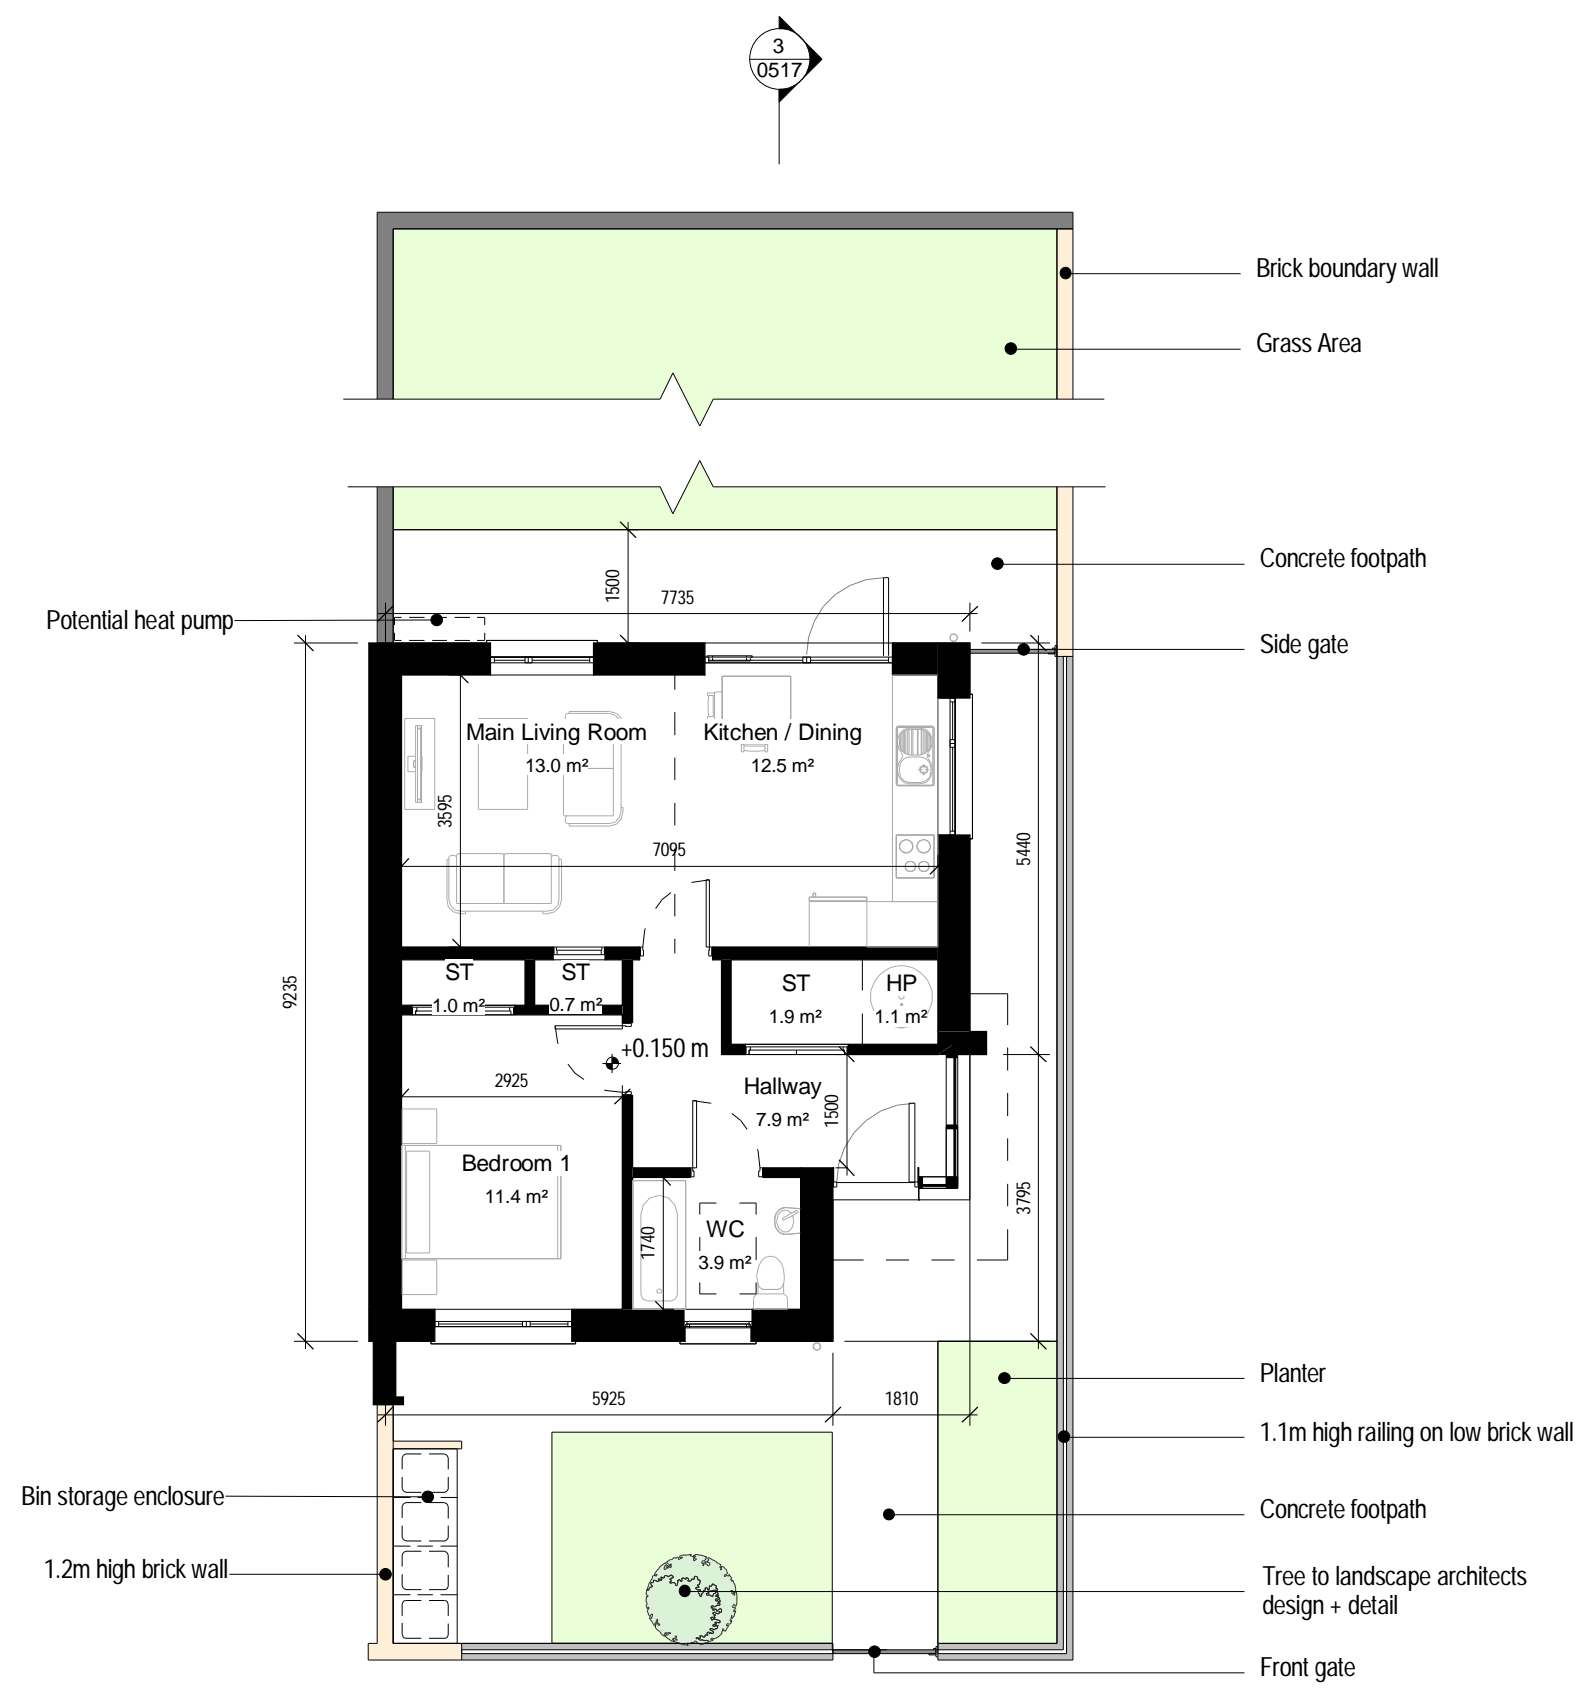 3
0517
Brick boundary wall
Grass Area
Concrete footpath
1500
7735
Potential heat pump
Side gate
Main Living Room
13.0 m²
Kitchen / Dining
12.5 m²
3595
7095
5440
9235
ST
1.0 m²
ST
0.7 m²
ST
1.9 m²
HP
1.1 m²
+0.150 m
2925
Hallway
7.9 m²
1500
Bedroom 1
11.4 m²
3795
1740
WC
3.9 m²
5925
1810
Planter
1.1m high railing on low brick wall
Bin storage enclosure
Concrete footpath
1.2m high brick wall
Tree to landscape architects
design + detail
Front gate